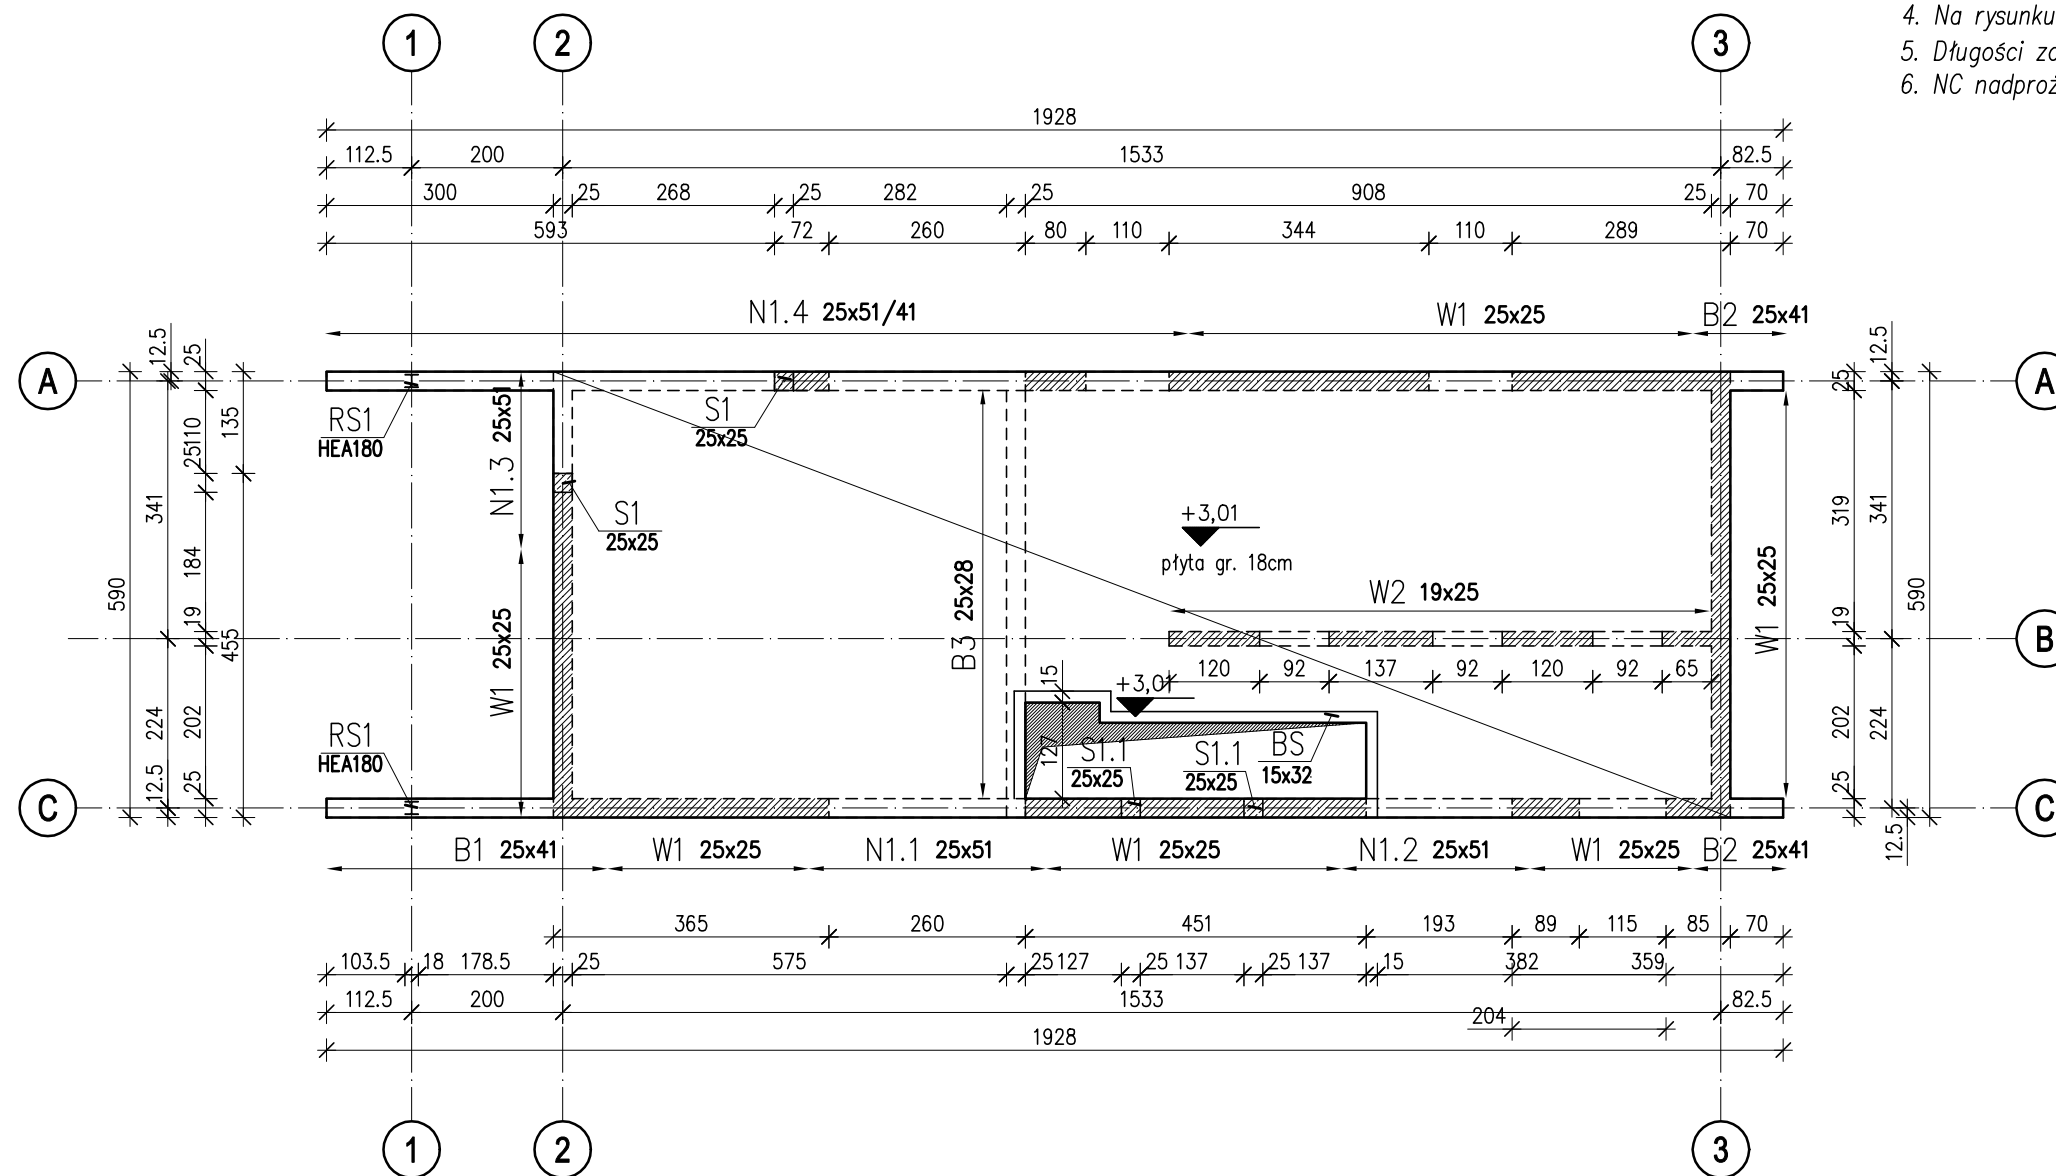 4. Na rysunku
5. Długości za
6. NC nadproż
1 2 3
1928
112.5 200 1533 82.5
300 25 268 25 282 25 908 25 70
593 72 260 80 110 344 110 289 70
N1.4 25x51/41 W1 25x25 B2 25x41
A
A
B
C
C
590
12.5
341
224
12.5
25
110
25
184
19
202
25
135
455
RS1
HEA180
N1.3 25x51
W1 25x25
S1
25x25
S1
25x25
B3 25x28
+3,01
płyta gr. 18cm
W2 19x25
120 92 137 92 120 92 65
15
127
+3,01
S1.1
25x25
S1.1
25x25
BS
15x32
RS1
HEA180
W1 25x25
25
319
19
202
25
12.5
341
224
12.5
590
B1 25x41 W1 25x25 N1.1 25x51 W1 25x25 N1.2 25x51 W1 25x25 B2 25x41
365 260 451 193 89 115 85 70
103.5 18 178.5 25 575 25 127 25 137 25 137 15 382 359
112.5 200 1533 82.5
204
1928
1 2 3